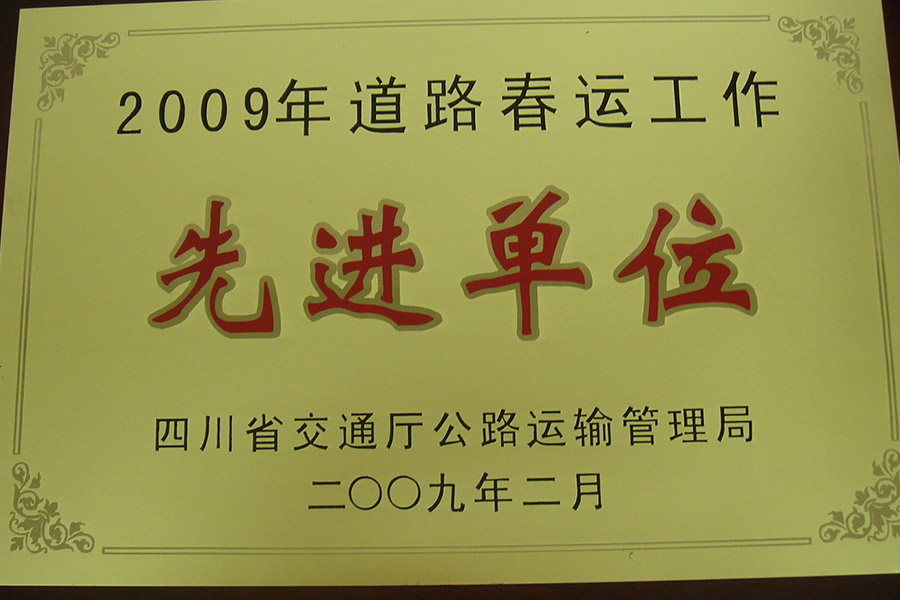 2009年道路春运工作
先进单位
四川省交通厅公路运输管理局
二〇〇九年二月